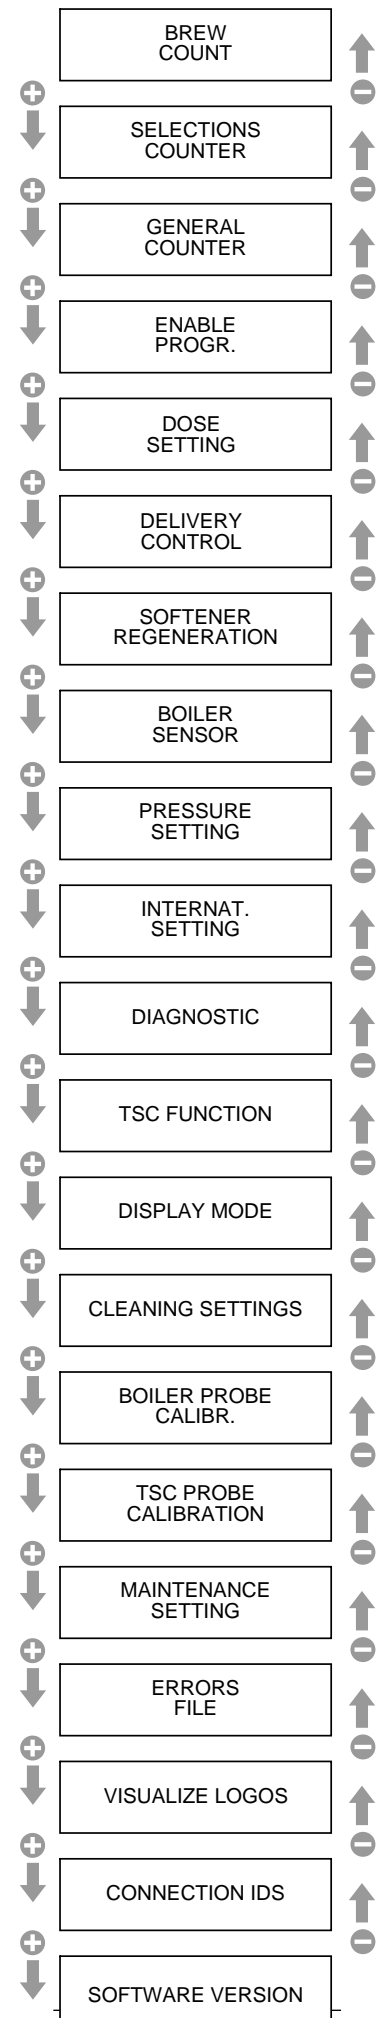 BREW
COUNT
SELECTIONS
COUNTER
GENERAL
COUNTER
ENABLE
PROGR.
DOSE
SETTING
DELIVERY
CONTROL
SOFTENER
REGENERATION
BOILER
SENSOR
PRESSURE
SETTING
INTERNAT.
SETTING
DIAGNOSTIC
TSC FUNCTION
DISPLAY MODE
CLEANING SETTINGS
BOILER PROBE
CALIBR.
TSC PROBE
CALIBRATION
MAINTENANCE
SETTING
ERRORS
FILE
VISUALIZE LOGOS
CONNECTION IDS
SOFTWARE VERSION